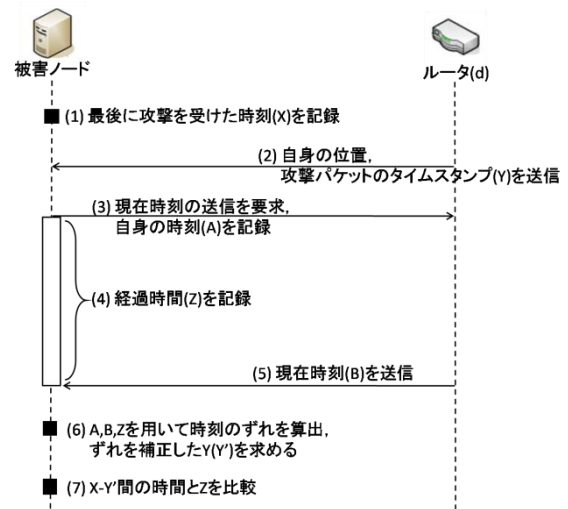 被害ノード
ルータ(d)
(1) 最後に攻撃を受けた時刻(X)を記録
(2) 自身の位置,
攻撃パケットのタイムスタンプ(Y)を送信
(3) 現在時刻の送信を要求,
自身の時刻(A)を記録
(4) 経過時間(Z)を記録
(5) 現在時刻(B)を送信
(6) A,B,Zを用いて時刻のずれを算出,
ずれを補正したY(Y')を求める
(7) X-Y'間の時間とZを比較